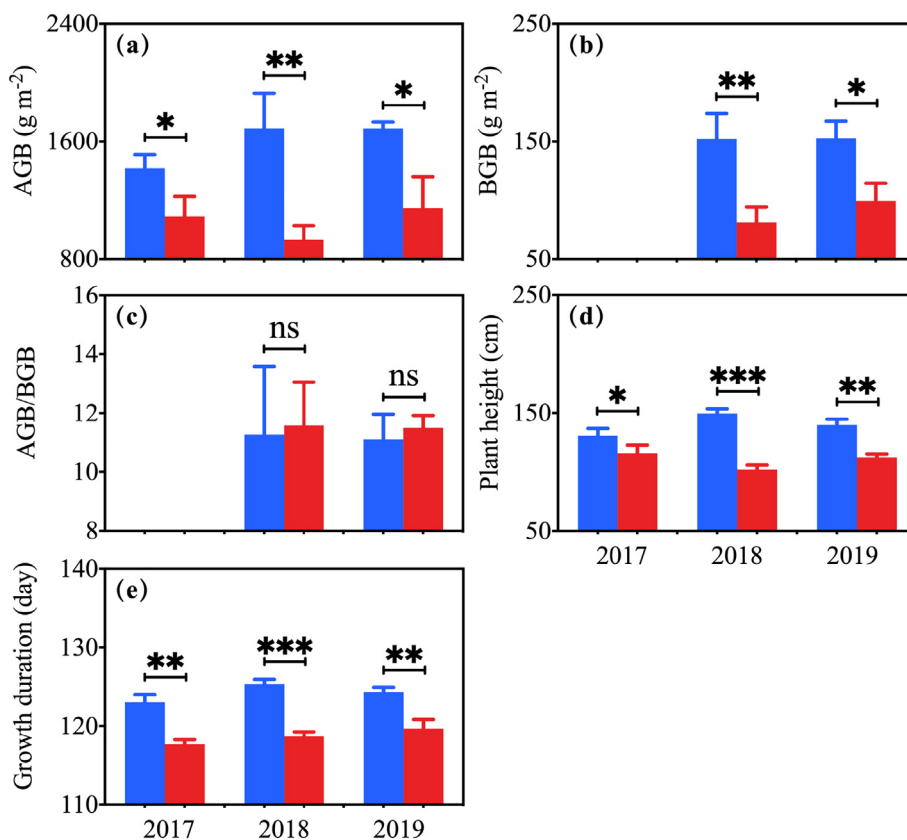 (a)
AGB (g m-2)
2400
1600
800
*
**
*
(b)
BGB (g m-2)
250
150
50
**
*
(c)
AGB/BGB
16
14
12
10
8
ns
ns
(d)
Plant height (cm)
250
150
50
*
***
**
2017 2018 2019
(e)
Growth duration (day)
140
130
120
110
**
***
**
2017 2018 2019